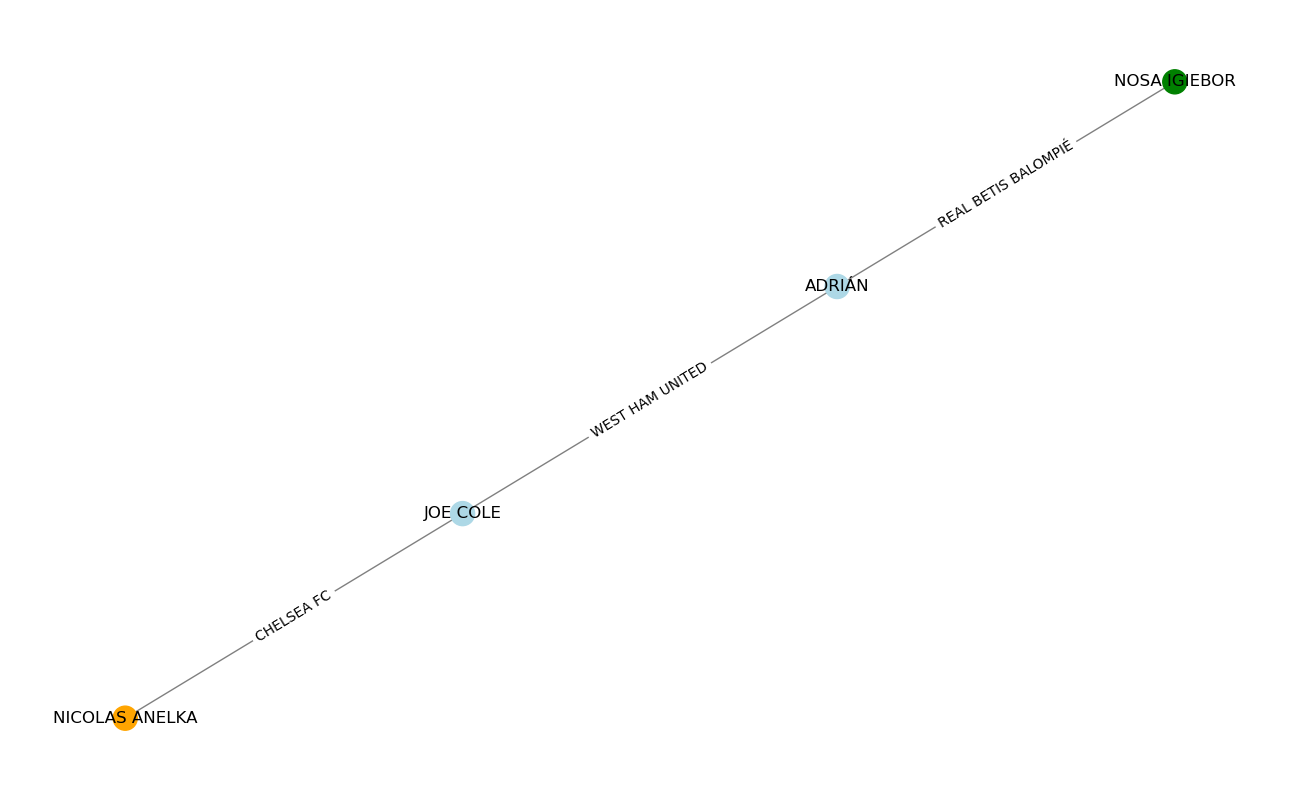 NOSA IGIEBOR
REAL BETIS BALOMPIÉ
ADRIÁN
WEST HAM UNITED
JOE COLE
CHELSEA FC
NICOLAS ANELKA